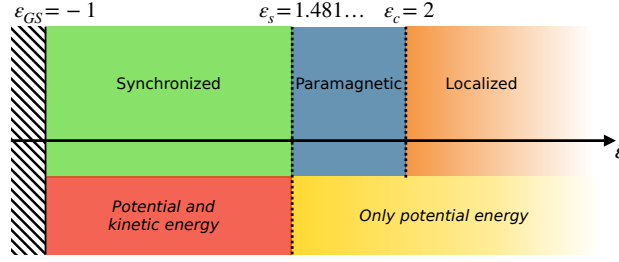 ε_GS = − 1 ε_s = 1.481… ε_c = 2
Synchronized Paramagnetic Localized
ε
Potential and
kinetic energy
Only potential energy